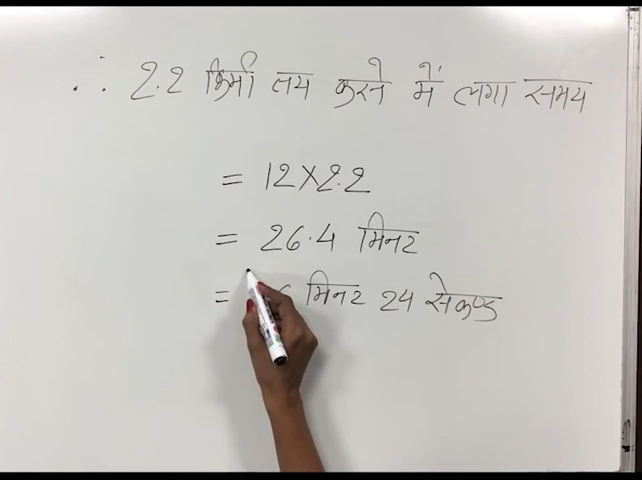 ∴ 2.2 किमी तय करने में लगा समय
= 12×2.2
= 26.4 मिनट
= मिनट 24 सेकण्ड